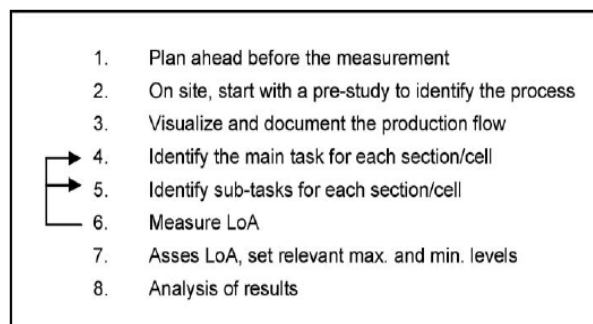 1. Plan ahead before the measurement
2. On site, start with a pre-study to identify the process
3. Visualize and document the production flow
4. Identify the main task for each section/cell
5. Identify sub-tasks for each section/cell
6. Measure LoA
7. Asses LoA, set relevant max. and min. levels
8. Analysis of results